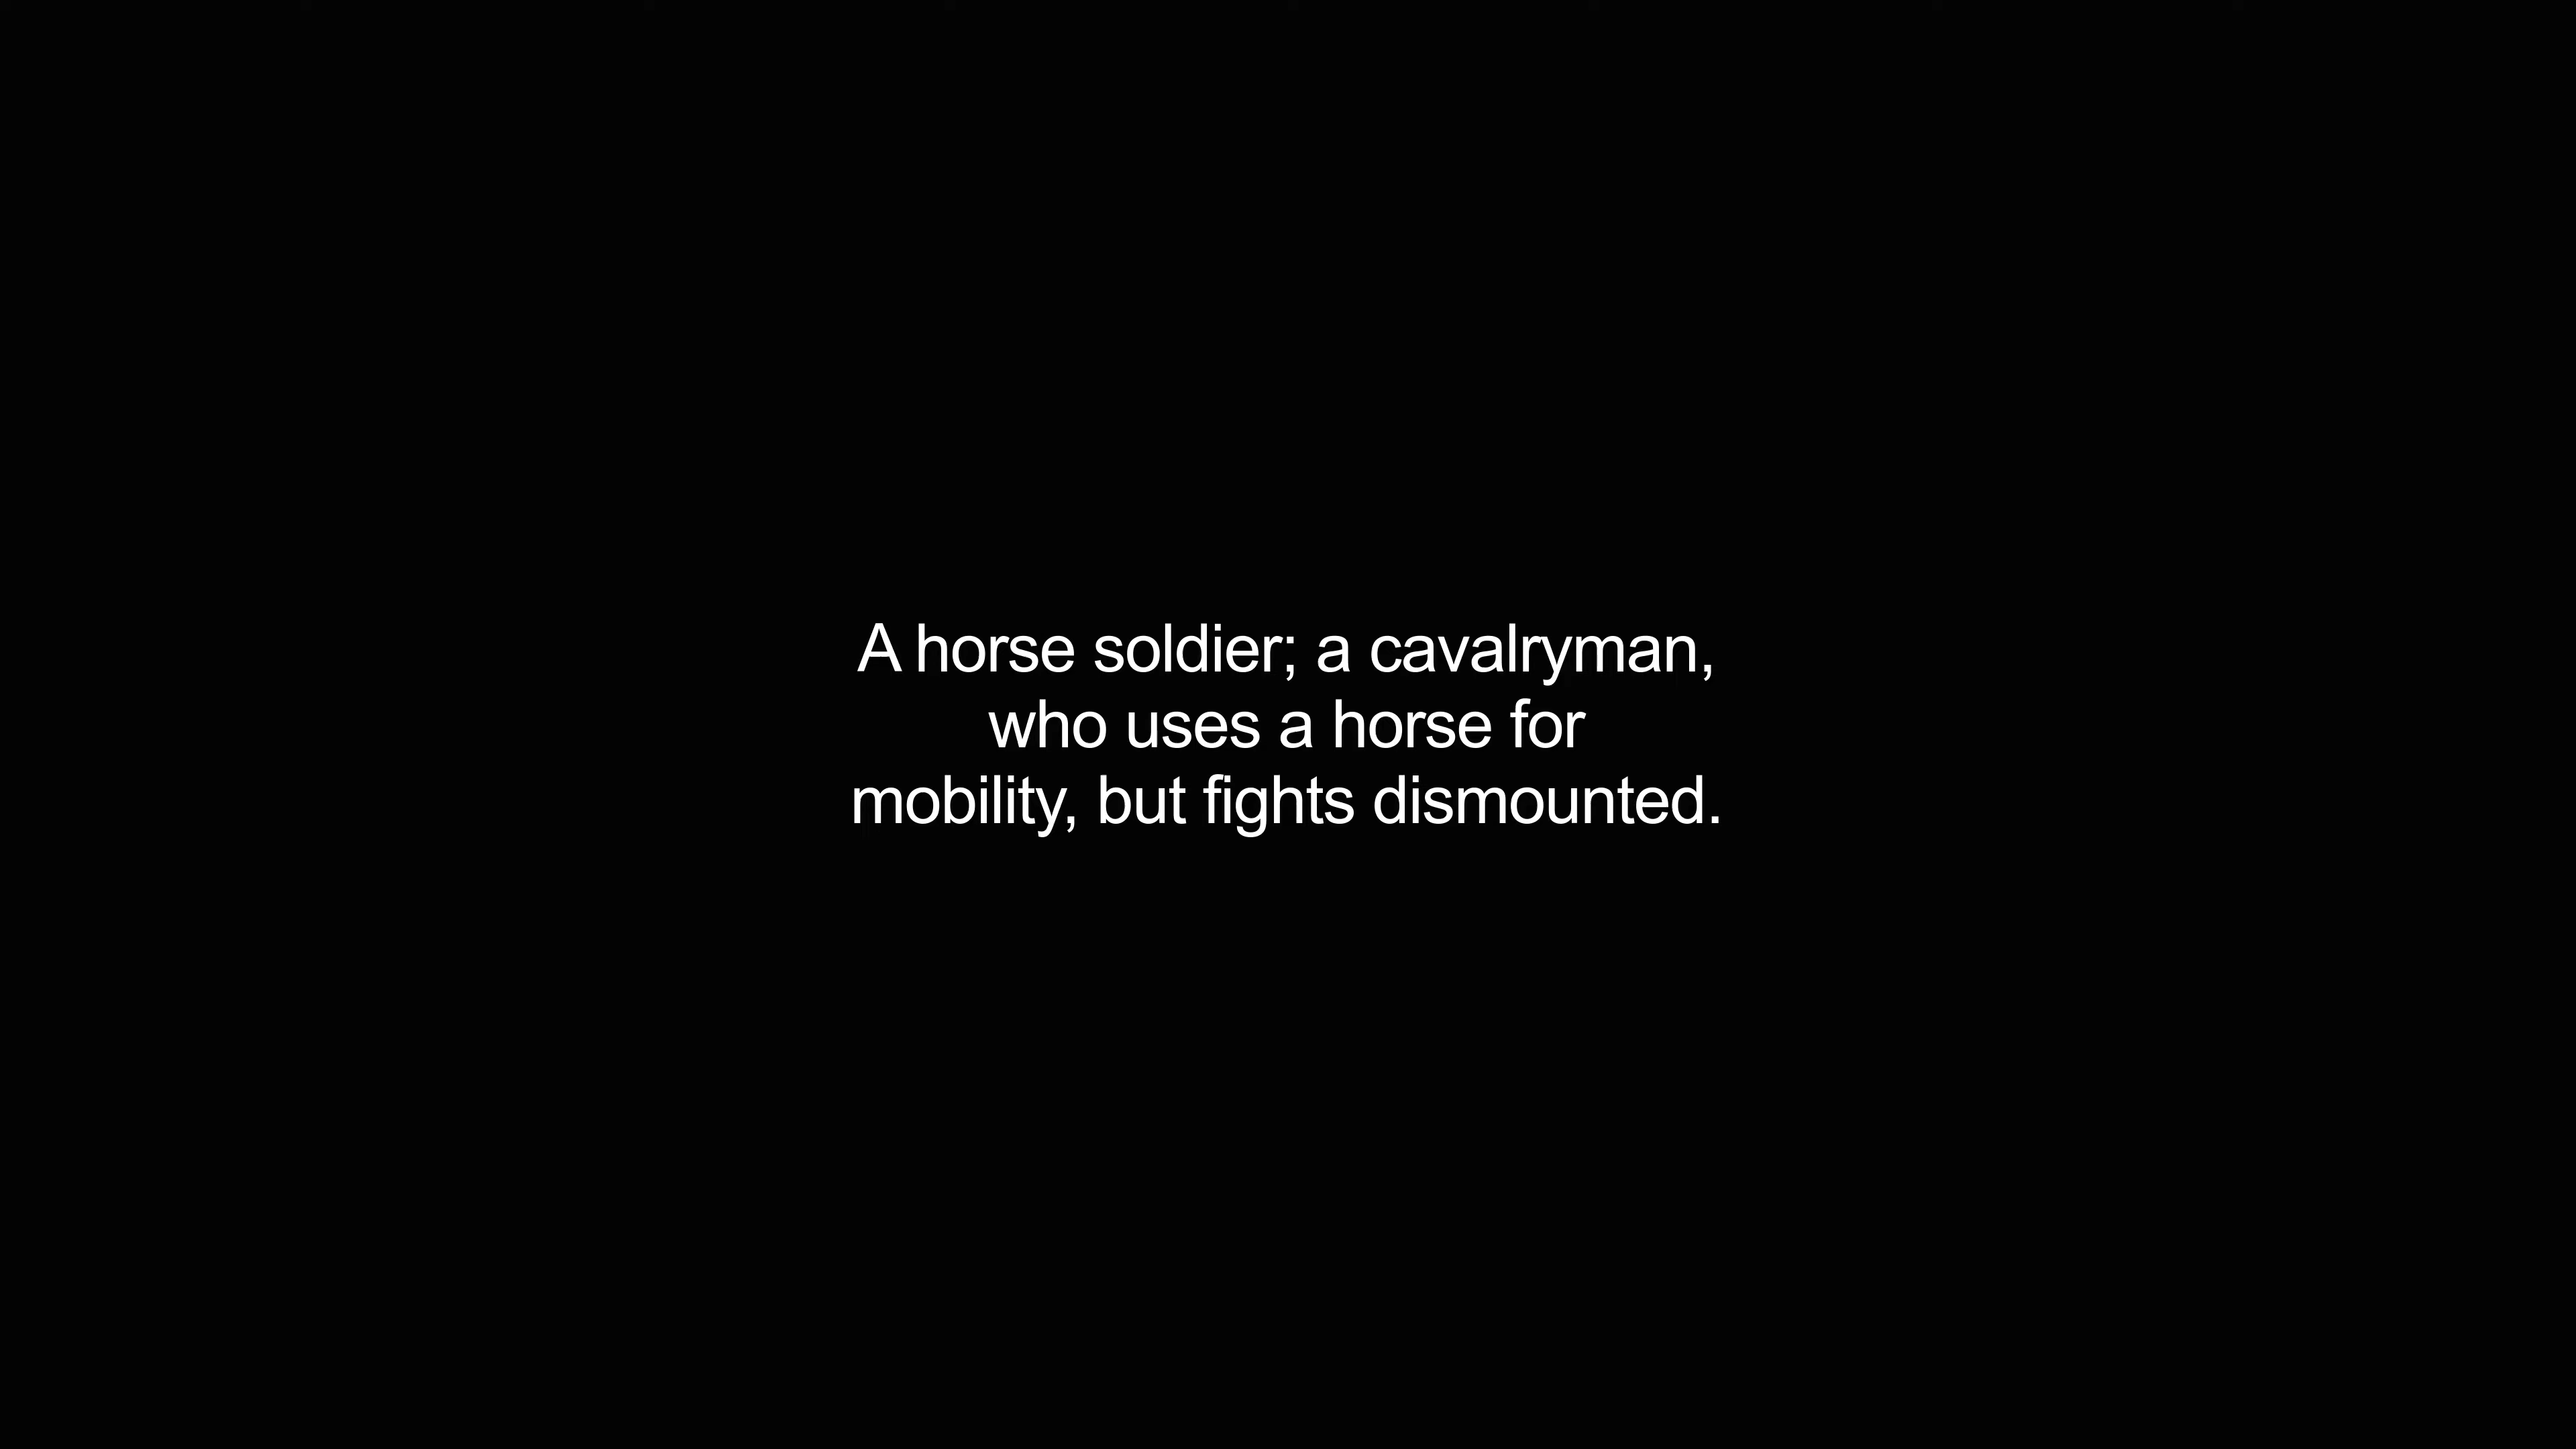 A horse soldier; a cavalryman,
who uses a horse for
mobility, but fights dismounted.